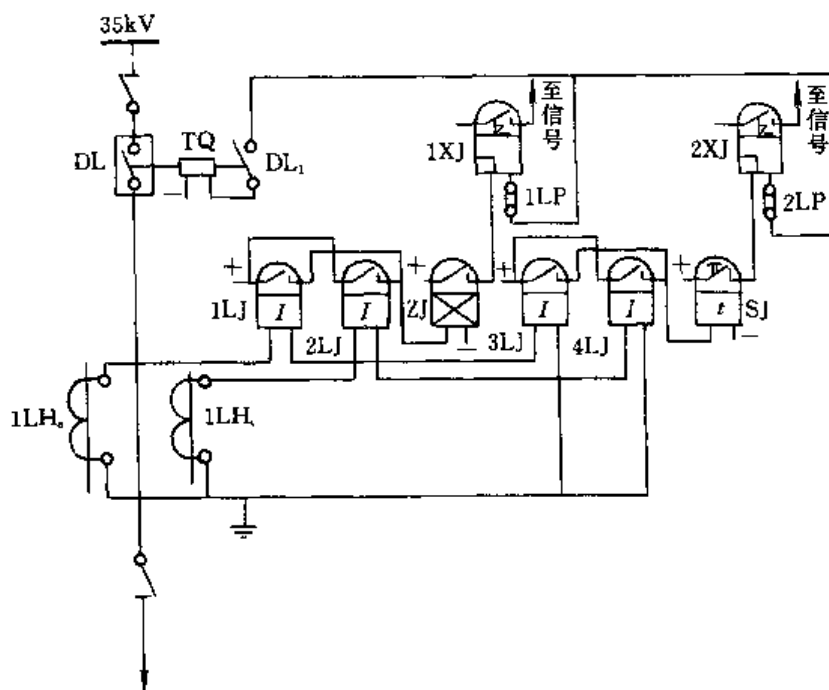 35kV
至信号
至信号
TQ
1XJ
2XJ
DL
DL₁
1LP
2LP
+
+
+
1LJ
I
2LJ
I
ZJ
3LJ
I
4LJ
I
t
SJ
1LHₐ
1LH